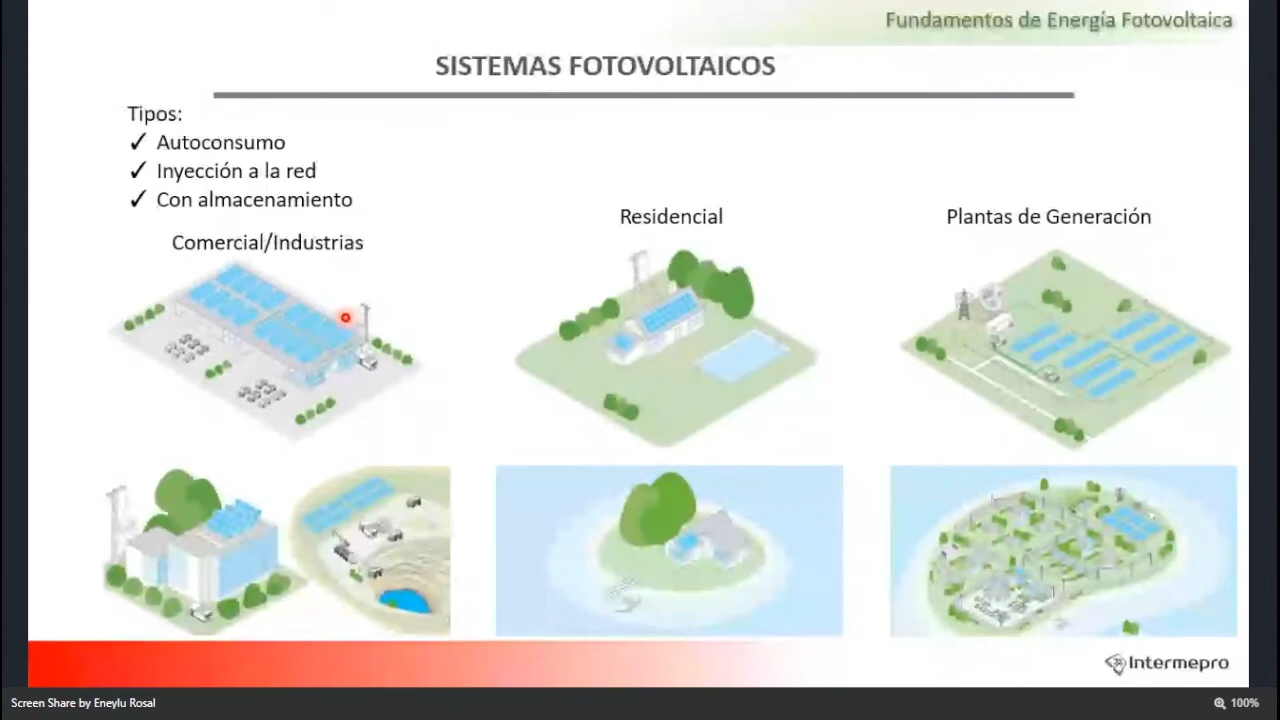 Fundamentos de Energía Fotovoltaica
SISTEMAS FOTOVOLTAICOS
Tipos:
✓ Autoconsumo
✓ Inyección a la red
✓ Con almacenamiento
Comercial/Industrias
Residencial
Plantas de Generación
Intermepro
Screen Share by Eneylu Rosal
100%